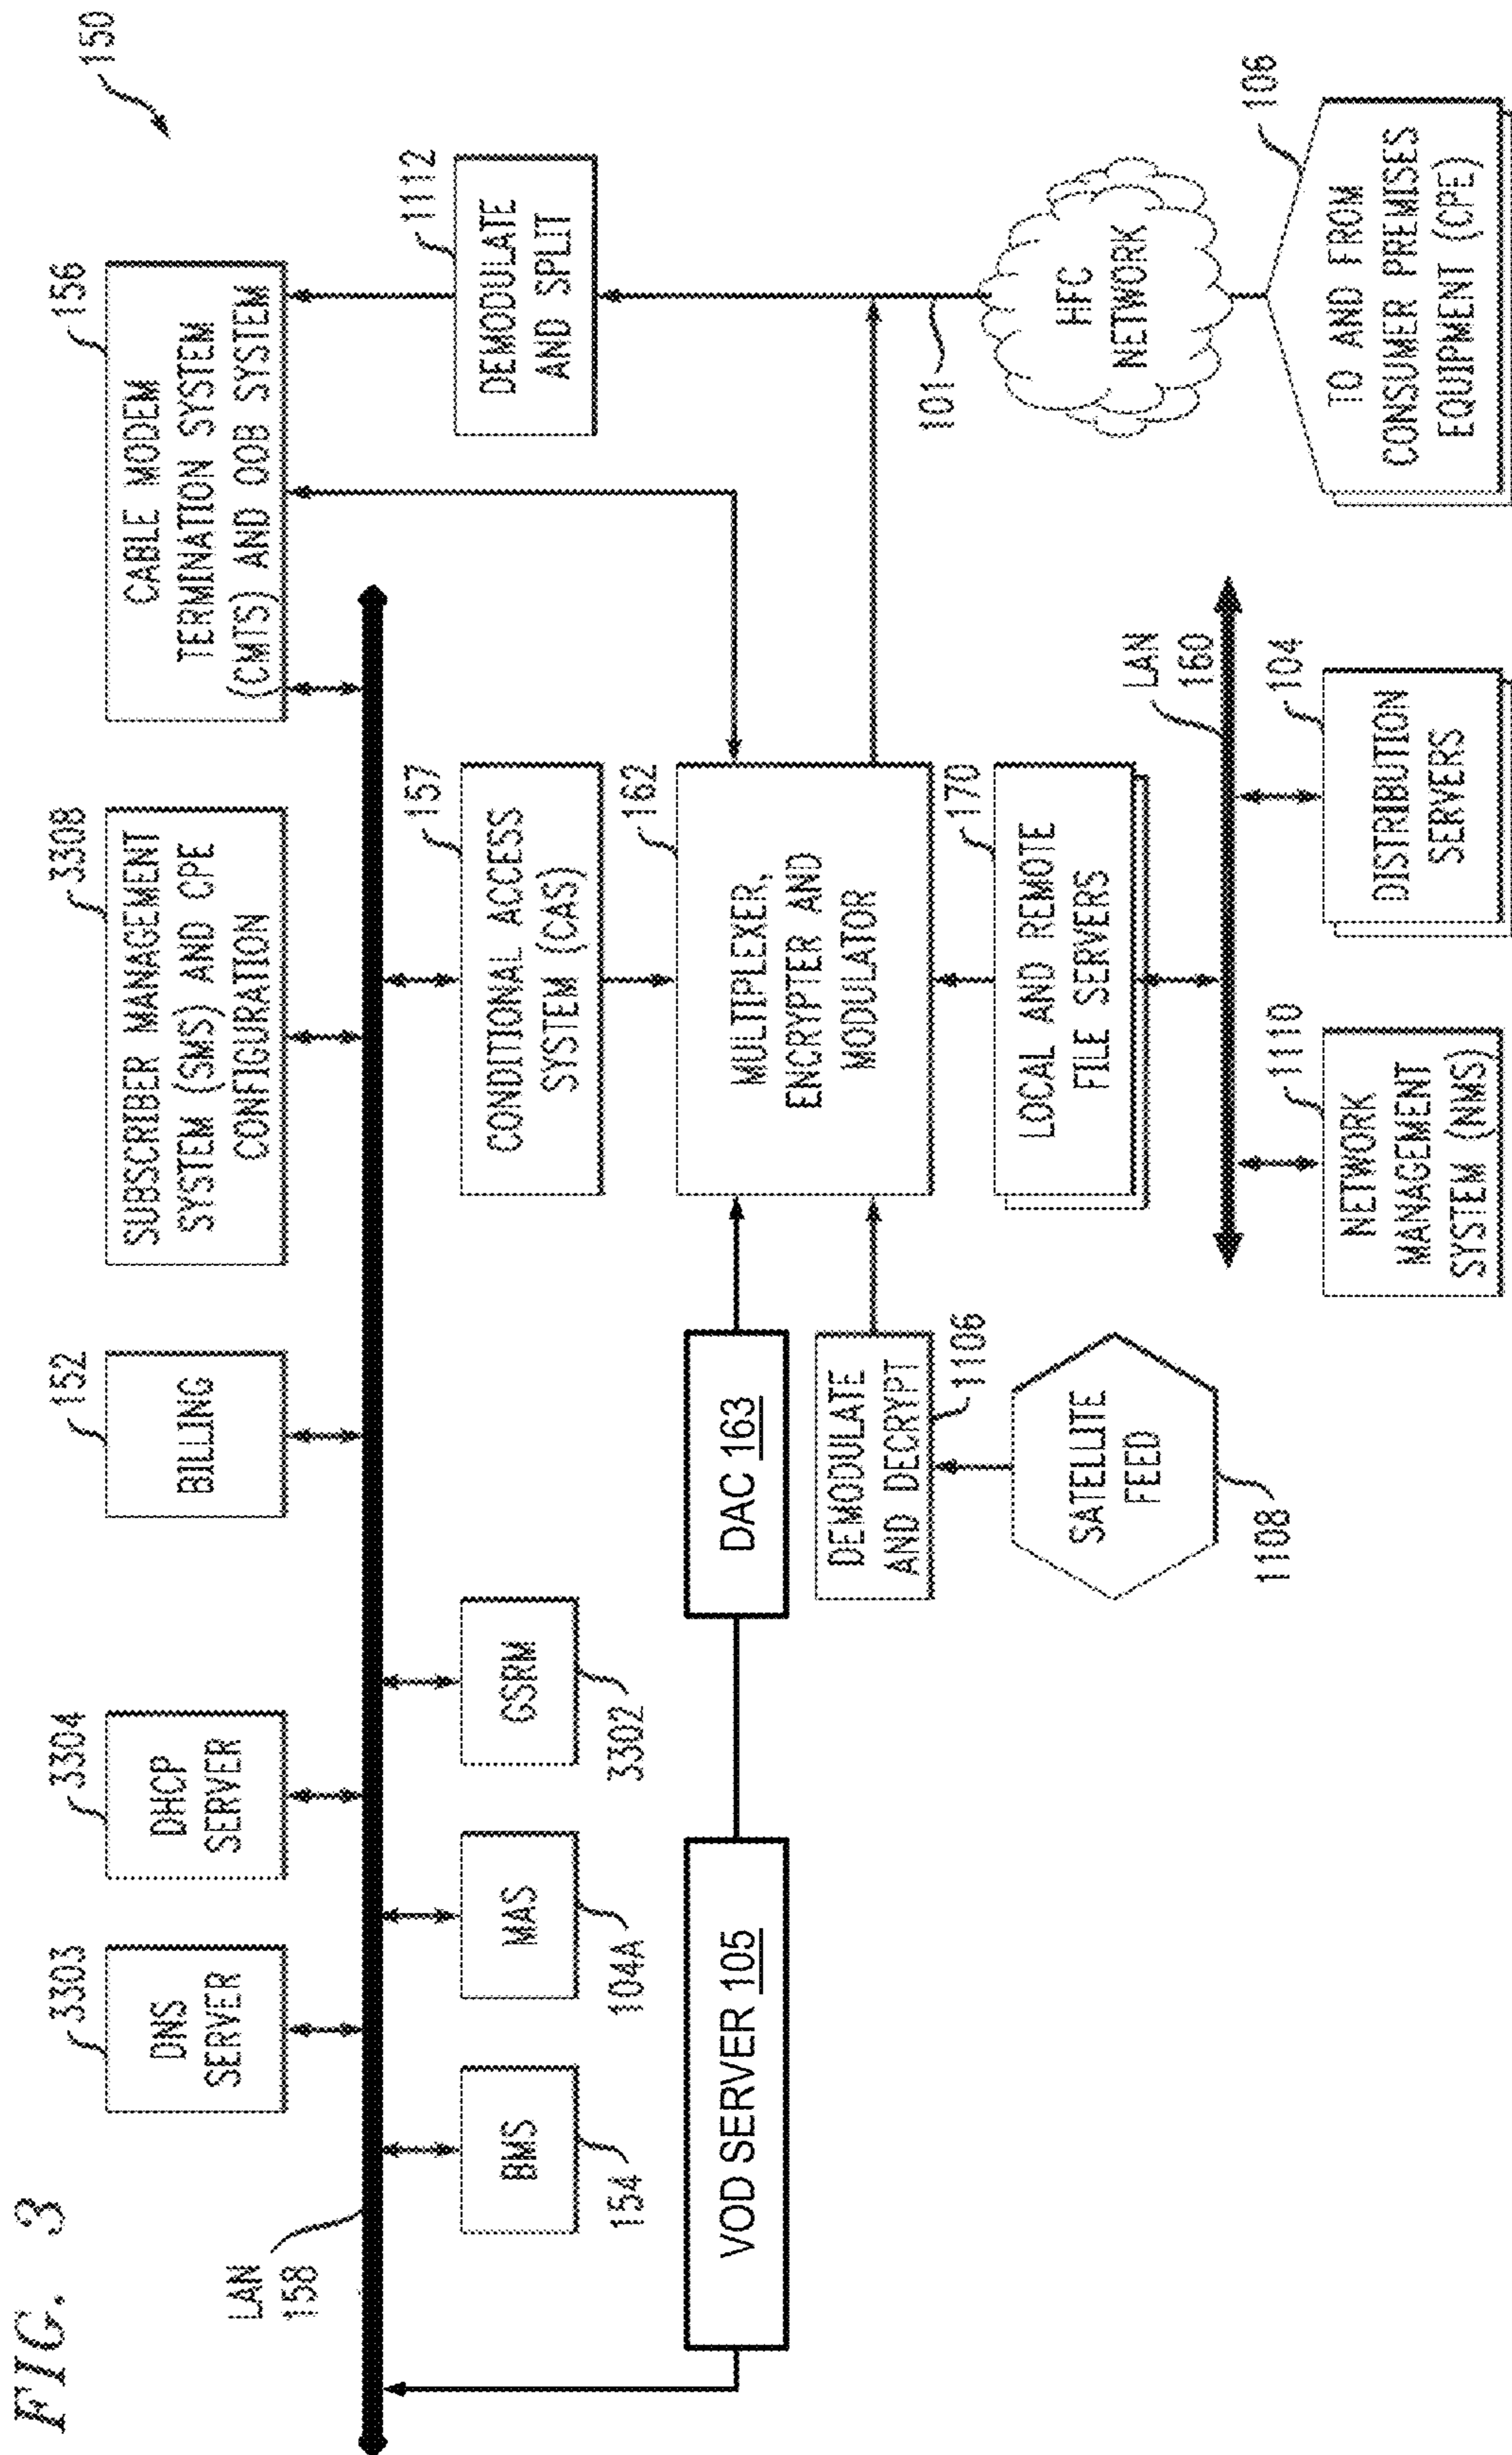 FIG. 3
150
3303
DNS
SERVER
3304
DHCP
SERVER
152
BILLING
3308
SUBSCRIBER MANAGEMENT
SYSTEM (SMS) AND CPE
CONFIGURATION
156
CABLE MODEM
TERMINATION SYSTEM
(CMTS) AND OOB SYSTEM
LAN
158
BMS
154
MAS
104A
GSRM
3302
157
CONDITIONAL ACCESS
SYSTEM (CAS)
1112
DEMODULATE
AND SPLIT
VOD SERVER 105
DAC 163
162
MULTIPLEXER,
ENCRYPTER AND
MODULATOR
DEMODULATE
AND DECRYPT
1106
101
SATELLITE
FEED
1108
170
LOCAL AND REMOTE
FILE SERVERS
HFC
NETWORK
LAN
160
1110
NETWORK
MANAGEMENT
SYSTEM (NMS)
104
DISTRIBUTION
SERVERS
106
TO AND FROM
CONSUMER PREMISES
EQUIPMENT (CPE)